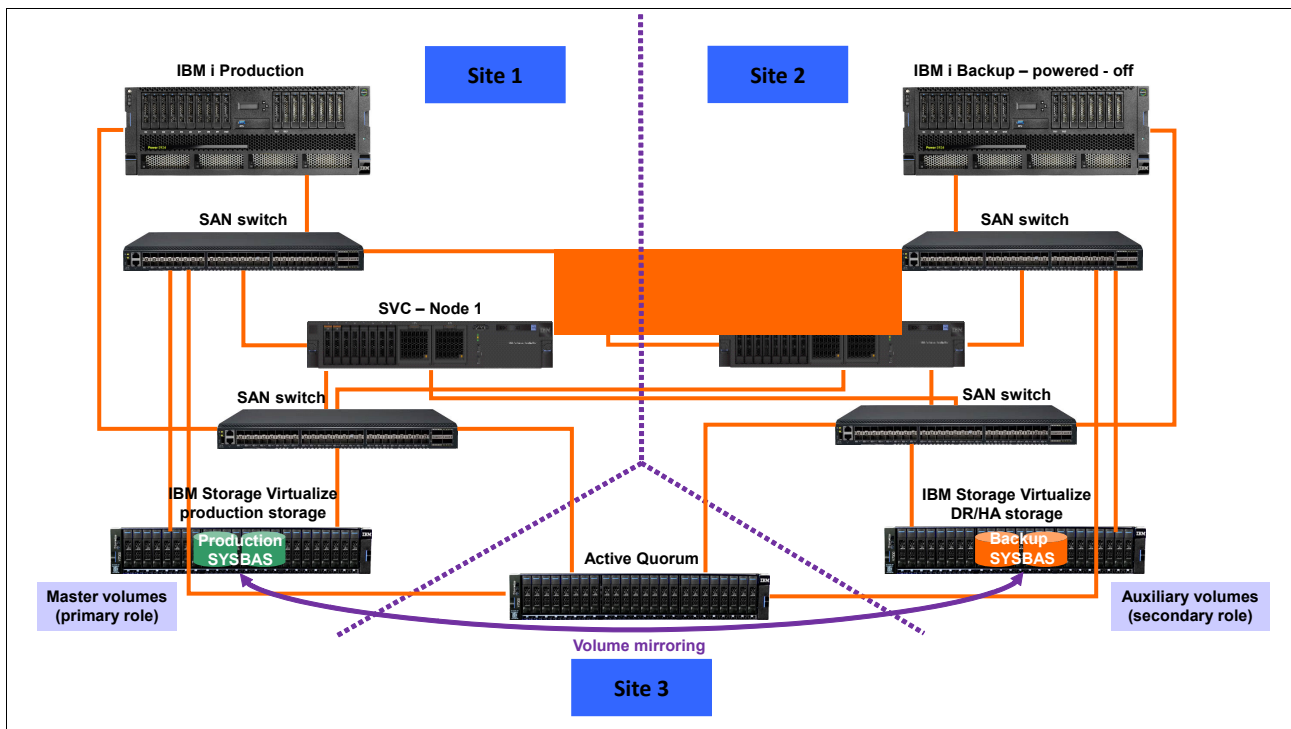 Site 1
Site 2
IBM i Production
IBM i Backup – powered - off
SAN switch
SAN switch
SVC – Node 1
SAN switch
SAN switch
IBM Storage Virtualize
production storage
IBM Storage Virtualize
DR/HA storage
Production
SYSBAS
Backup
SYSBAS
Active Quorum
Master volumes
(primary role)
Auxiliary volumes
(secondary role)
Volume mirroring
Site 3